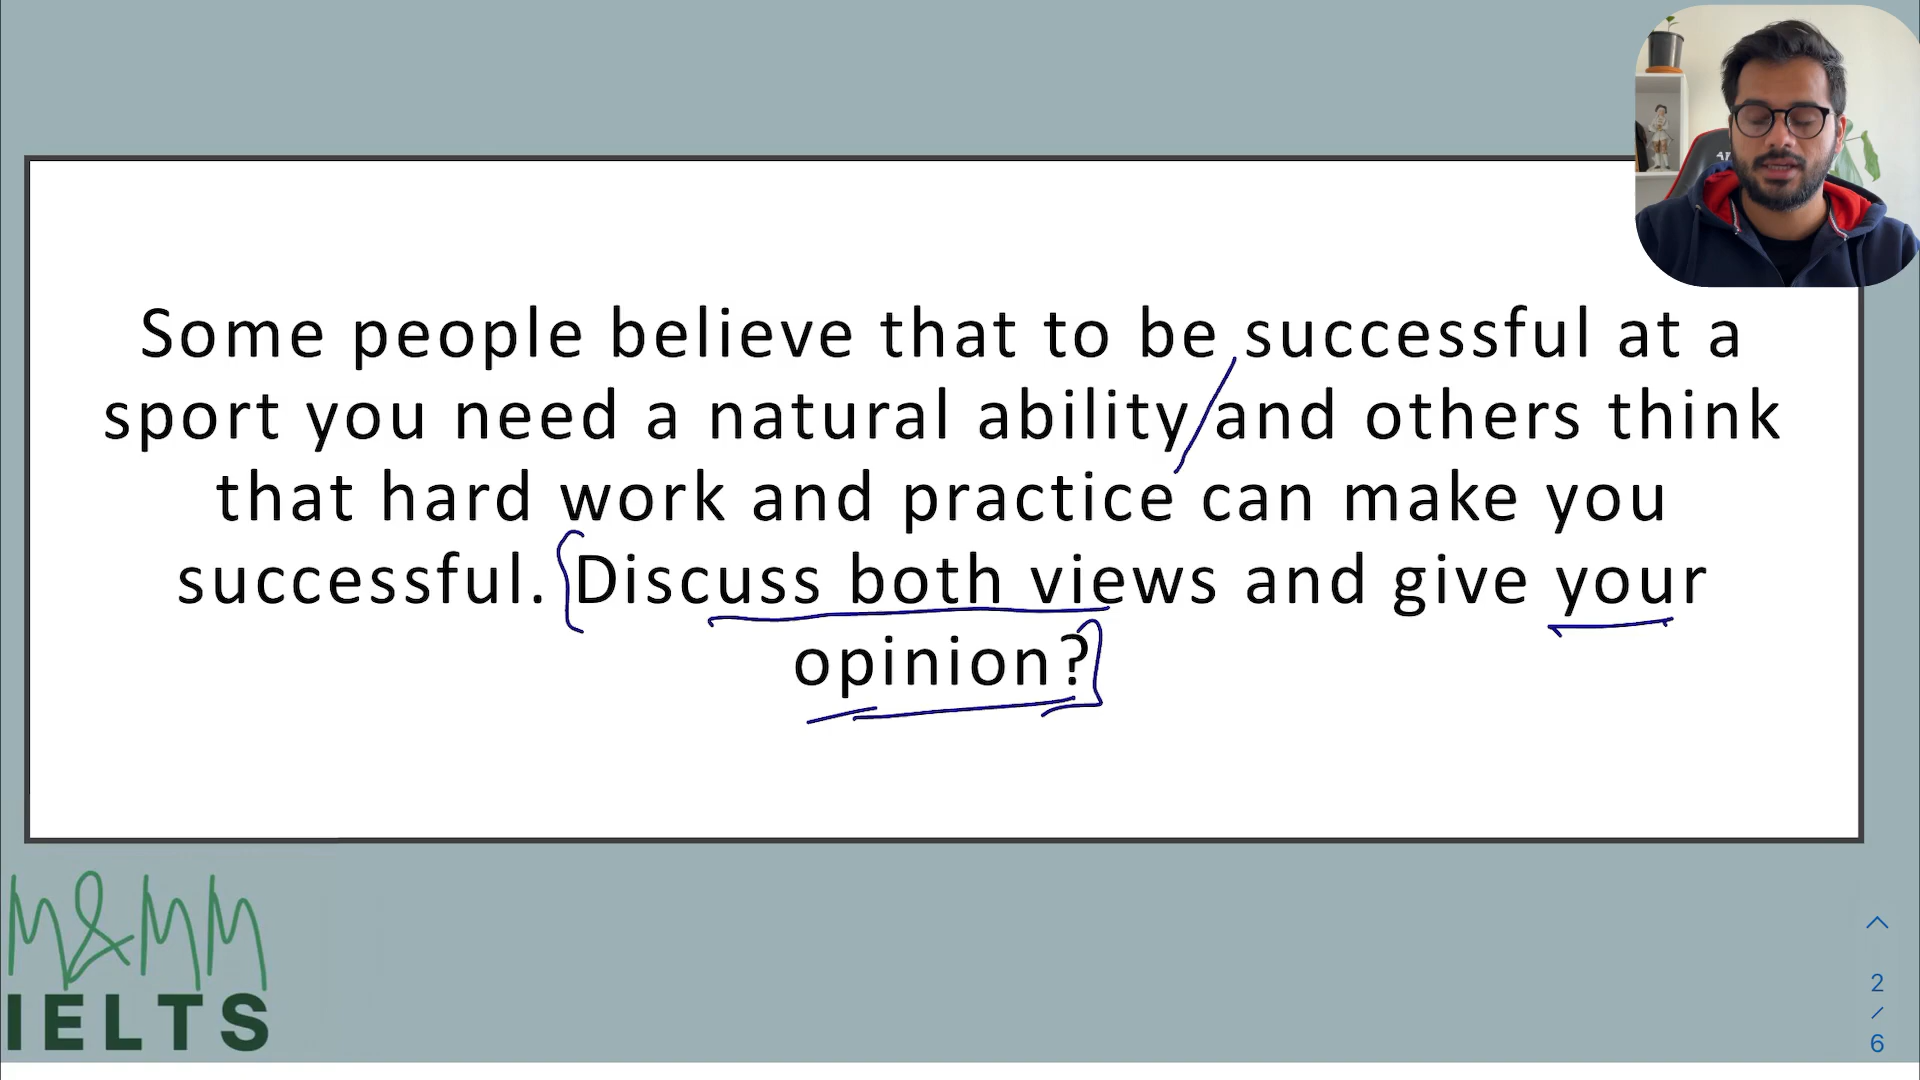 Some people believe that to be successful at a
sport you need a natural ability and others think
that hard work and practice can make you
successful. Discuss both views and give your
opinion?
M&MM
IELTS
2
/
6